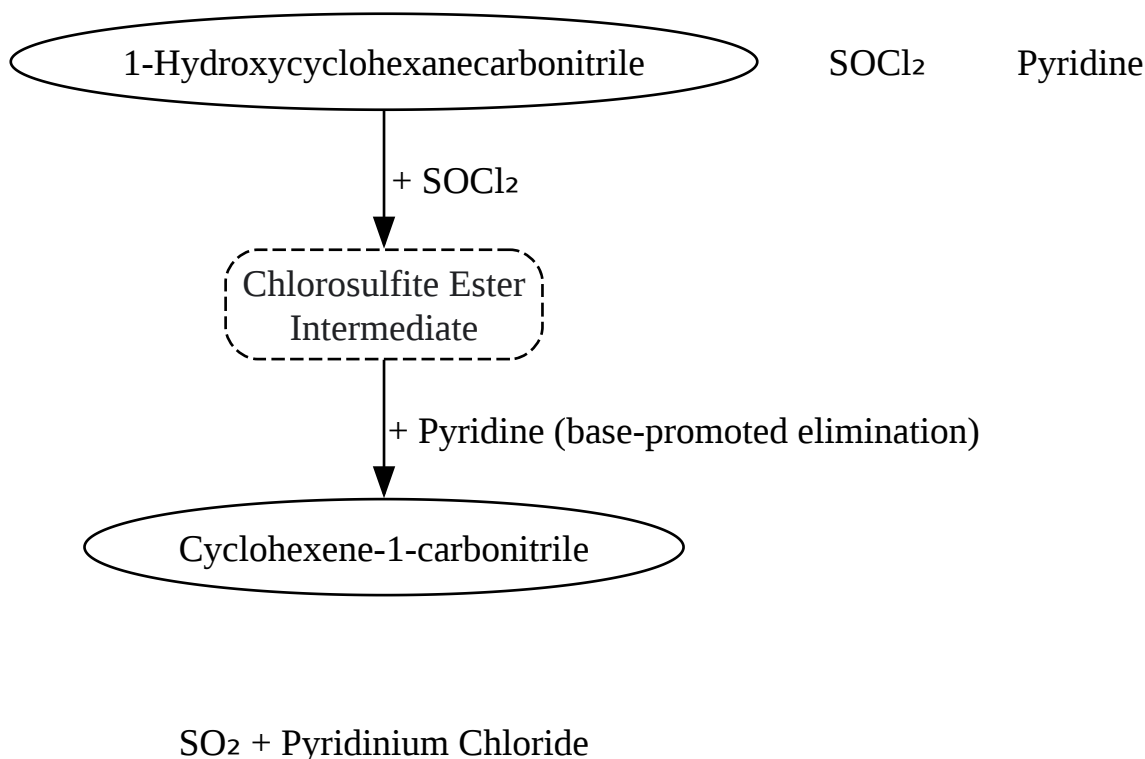 1-Hydroxycyclohexanecarbonitrile
SOCl₂
Pyridine
+ SOCl₂
Chlorosulfite Ester
Intermediate
+ Pyridine (base-promoted elimination)
Cyclohexene-1-carbonitrile
SO₂ + Pyridinium Chloride